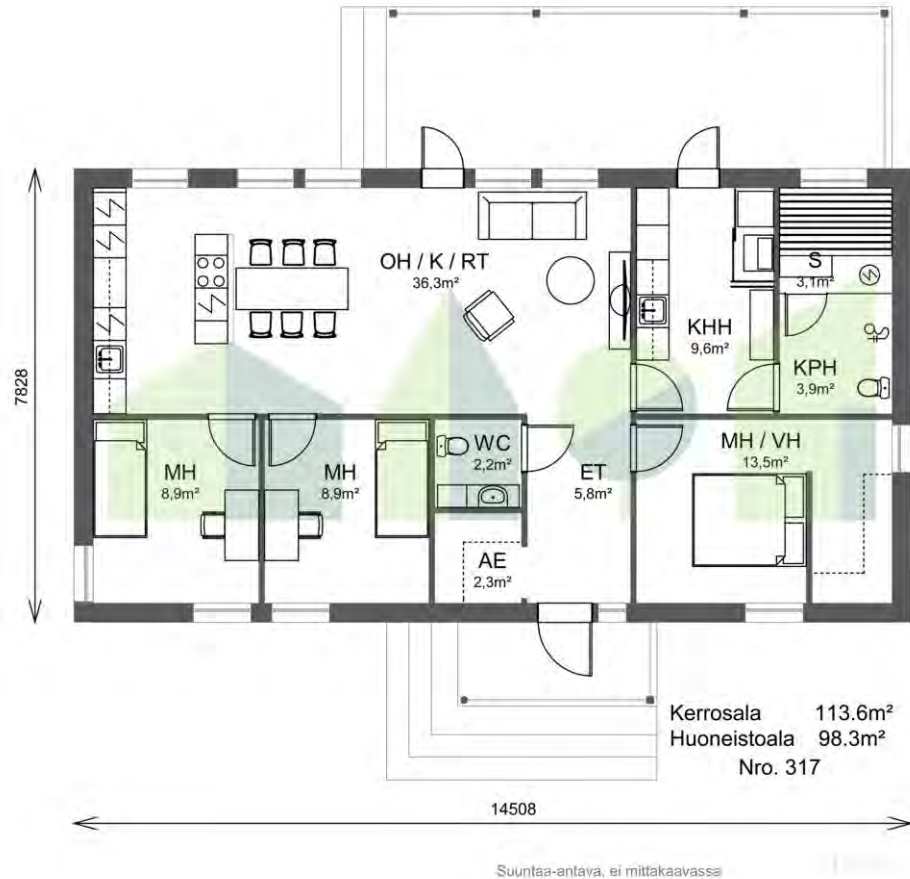 OH / K / RT
36,3m²
S
3,1m²
KHH
9,6m²
KPH
3,9m²
7828
MH
8,9m²
MH
8,9m²
WC
2,2m²
ET
5,8m²
MH / VH
13,5m²
AE
2,3m²
Kerrosala 113.6m²
Huoneistoala 98.3m²
Nro. 317
14508
Suuntaa-antava, ei mittakaavassa